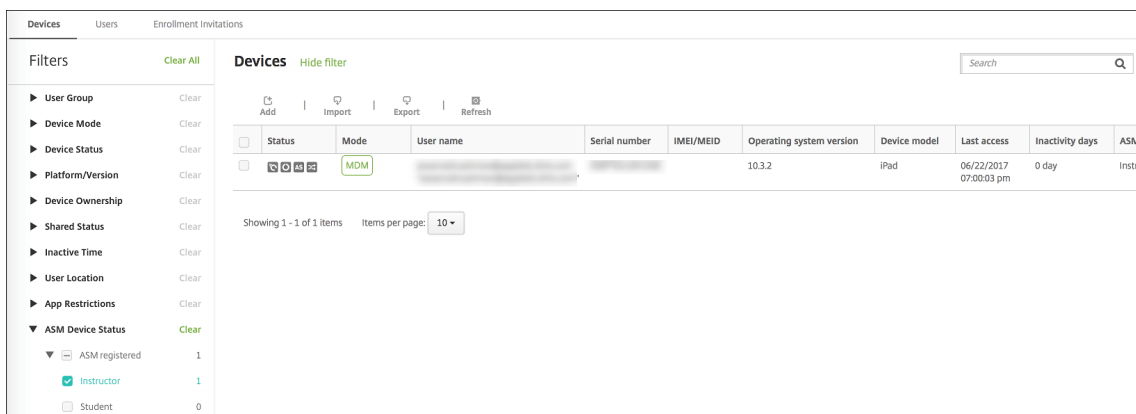 Devices Users Enrollment Invitations
Filters Clear All
Devices Hide filter
Search
User Group Clear
Device Mode Clear
Device Status Clear
Platform/Version Clear
Device Ownership Clear
Shared Status Clear
Inactive Time Clear
User Location Clear
App Restrictions Clear
ASM Device Status Clear
ASM registered 1
Instructor 1
Student 0
Add | Import | Export | Refresh
Status Mode User name Serial number IMEI/MEID Operating system version Device model Last access Inactivity days ASM
AS MDM 10.3.2 iPad 06/22/2017 0 day Instr
07:00:03 pm
Showing 1 - 1 of 1 items Items per page: 10